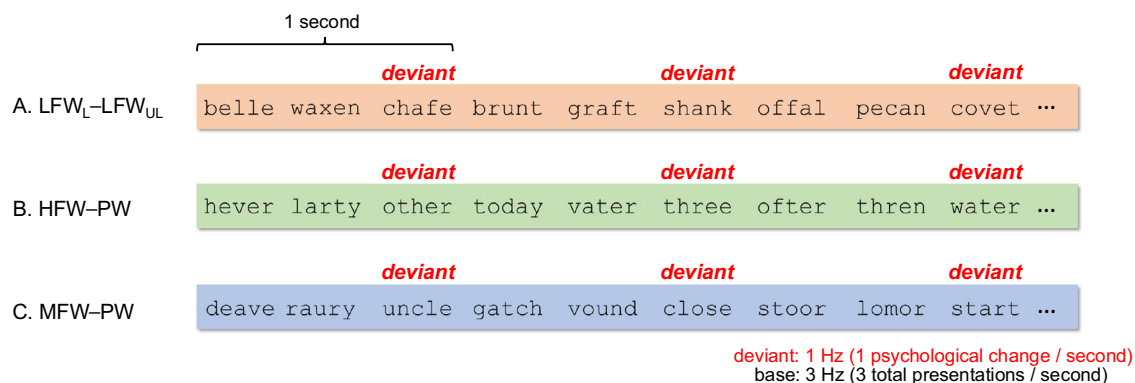 1 second
deviant deviant deviant
A. LFW_L–LFW_UL belle waxen chafe brunt graft shank offal pecan covet ...
deviant deviant deviant
B. HFW–PW hever larty other today vater three ofter thren water ...
deviant deviant deviant
C. MFW–PW deave raury uncle gatch vound close stoor lomor start ...
deviant: 1 Hz (1 psychological change / second)
base: 3 Hz (3 total presentations / second)